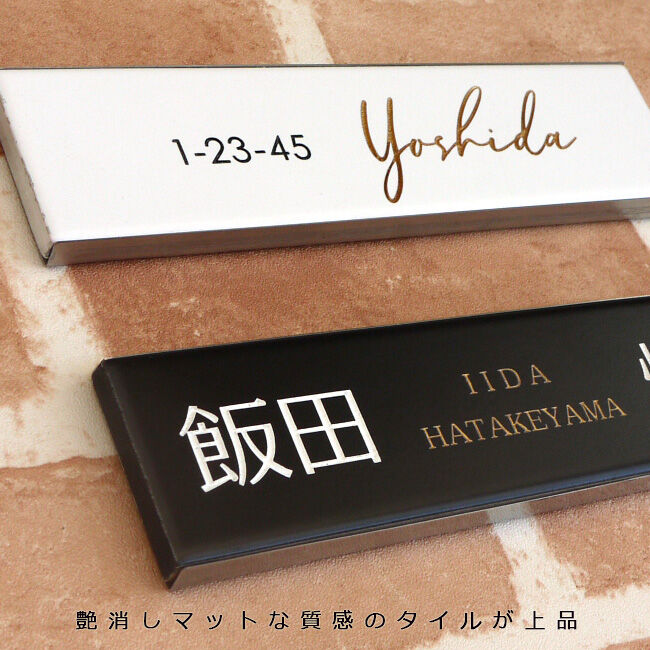 1-23-45 Yoshida
飯田
IIDA
HATAKEYAMA
艶消しマットな質感のタイルが上品